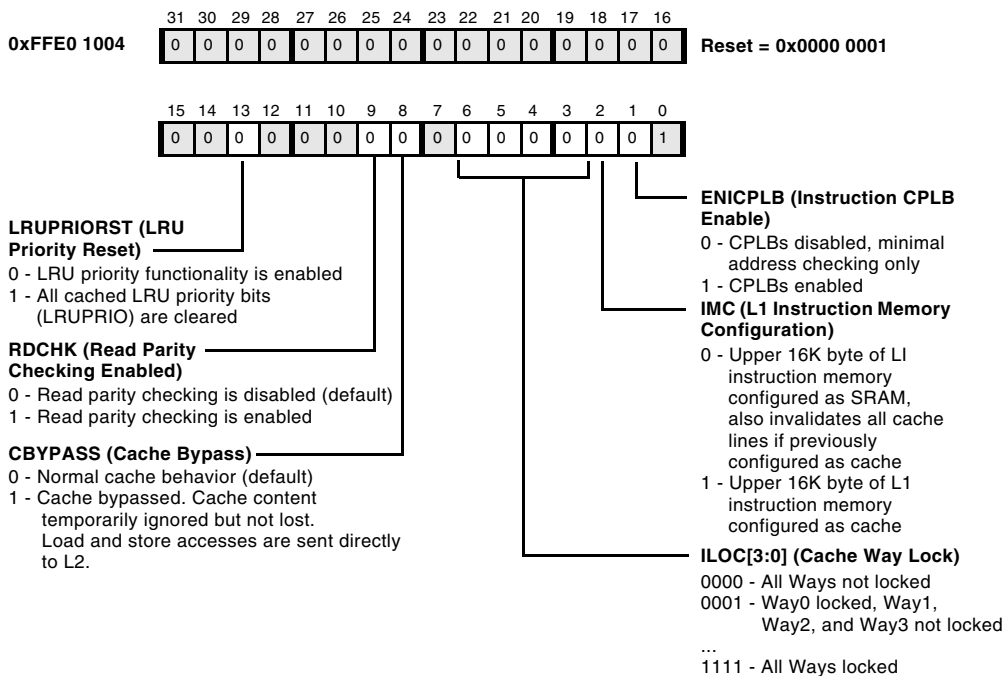 31 30 29 28 27 26 25 24 23 22 21 20 19 18 17 16
0xFFE0 1004 0 0 0 0 0 0 0 0 0 0 0 0 0 0 0 0 Reset = 0x0000 0001
15 14 13 12 11 10 9 8 7 6 5 4 3 2 1 0
0 0 0 0 0 0 0 0 0 0 0 0 0 0 0 1
LRUPRIORST (LRU
Priority Reset)
0 - LRU priority functionality is enabled
1 - All cached LRU priority bits
(LRUPRIO) are cleared
RDCHK (Read Parity
Checking Enabled)
0 - Read parity checking is disabled (default)
1 - Read parity checking is enabled
CBYPASS (Cache Bypass)
0 - Normal cache behavior (default)
1 - Cache bypassed. Cache content
temporarily ignored but not lost.
Load and store accesses are sent directly
to L2.
ENICPLB (Instruction CPLB
Enable)
0 - CPLBs disabled, minimal
address checking only
1 - CPLBs enabled
IMC (L1 Instruction Memory
Configuration)
0 - Upper 16K byte of LI
instruction memory
configured as SRAM,
also invalidates all cache
lines if previously
configured as cache
1 - Upper 16K byte of L1
instruction memory
configured as cache
ILOC[3:0] (Cache Way Lock)
0000 - All Ways not locked
0001 - Way0 locked, Way1,
Way2, and Way3 not locked
...
1111 - All Ways locked